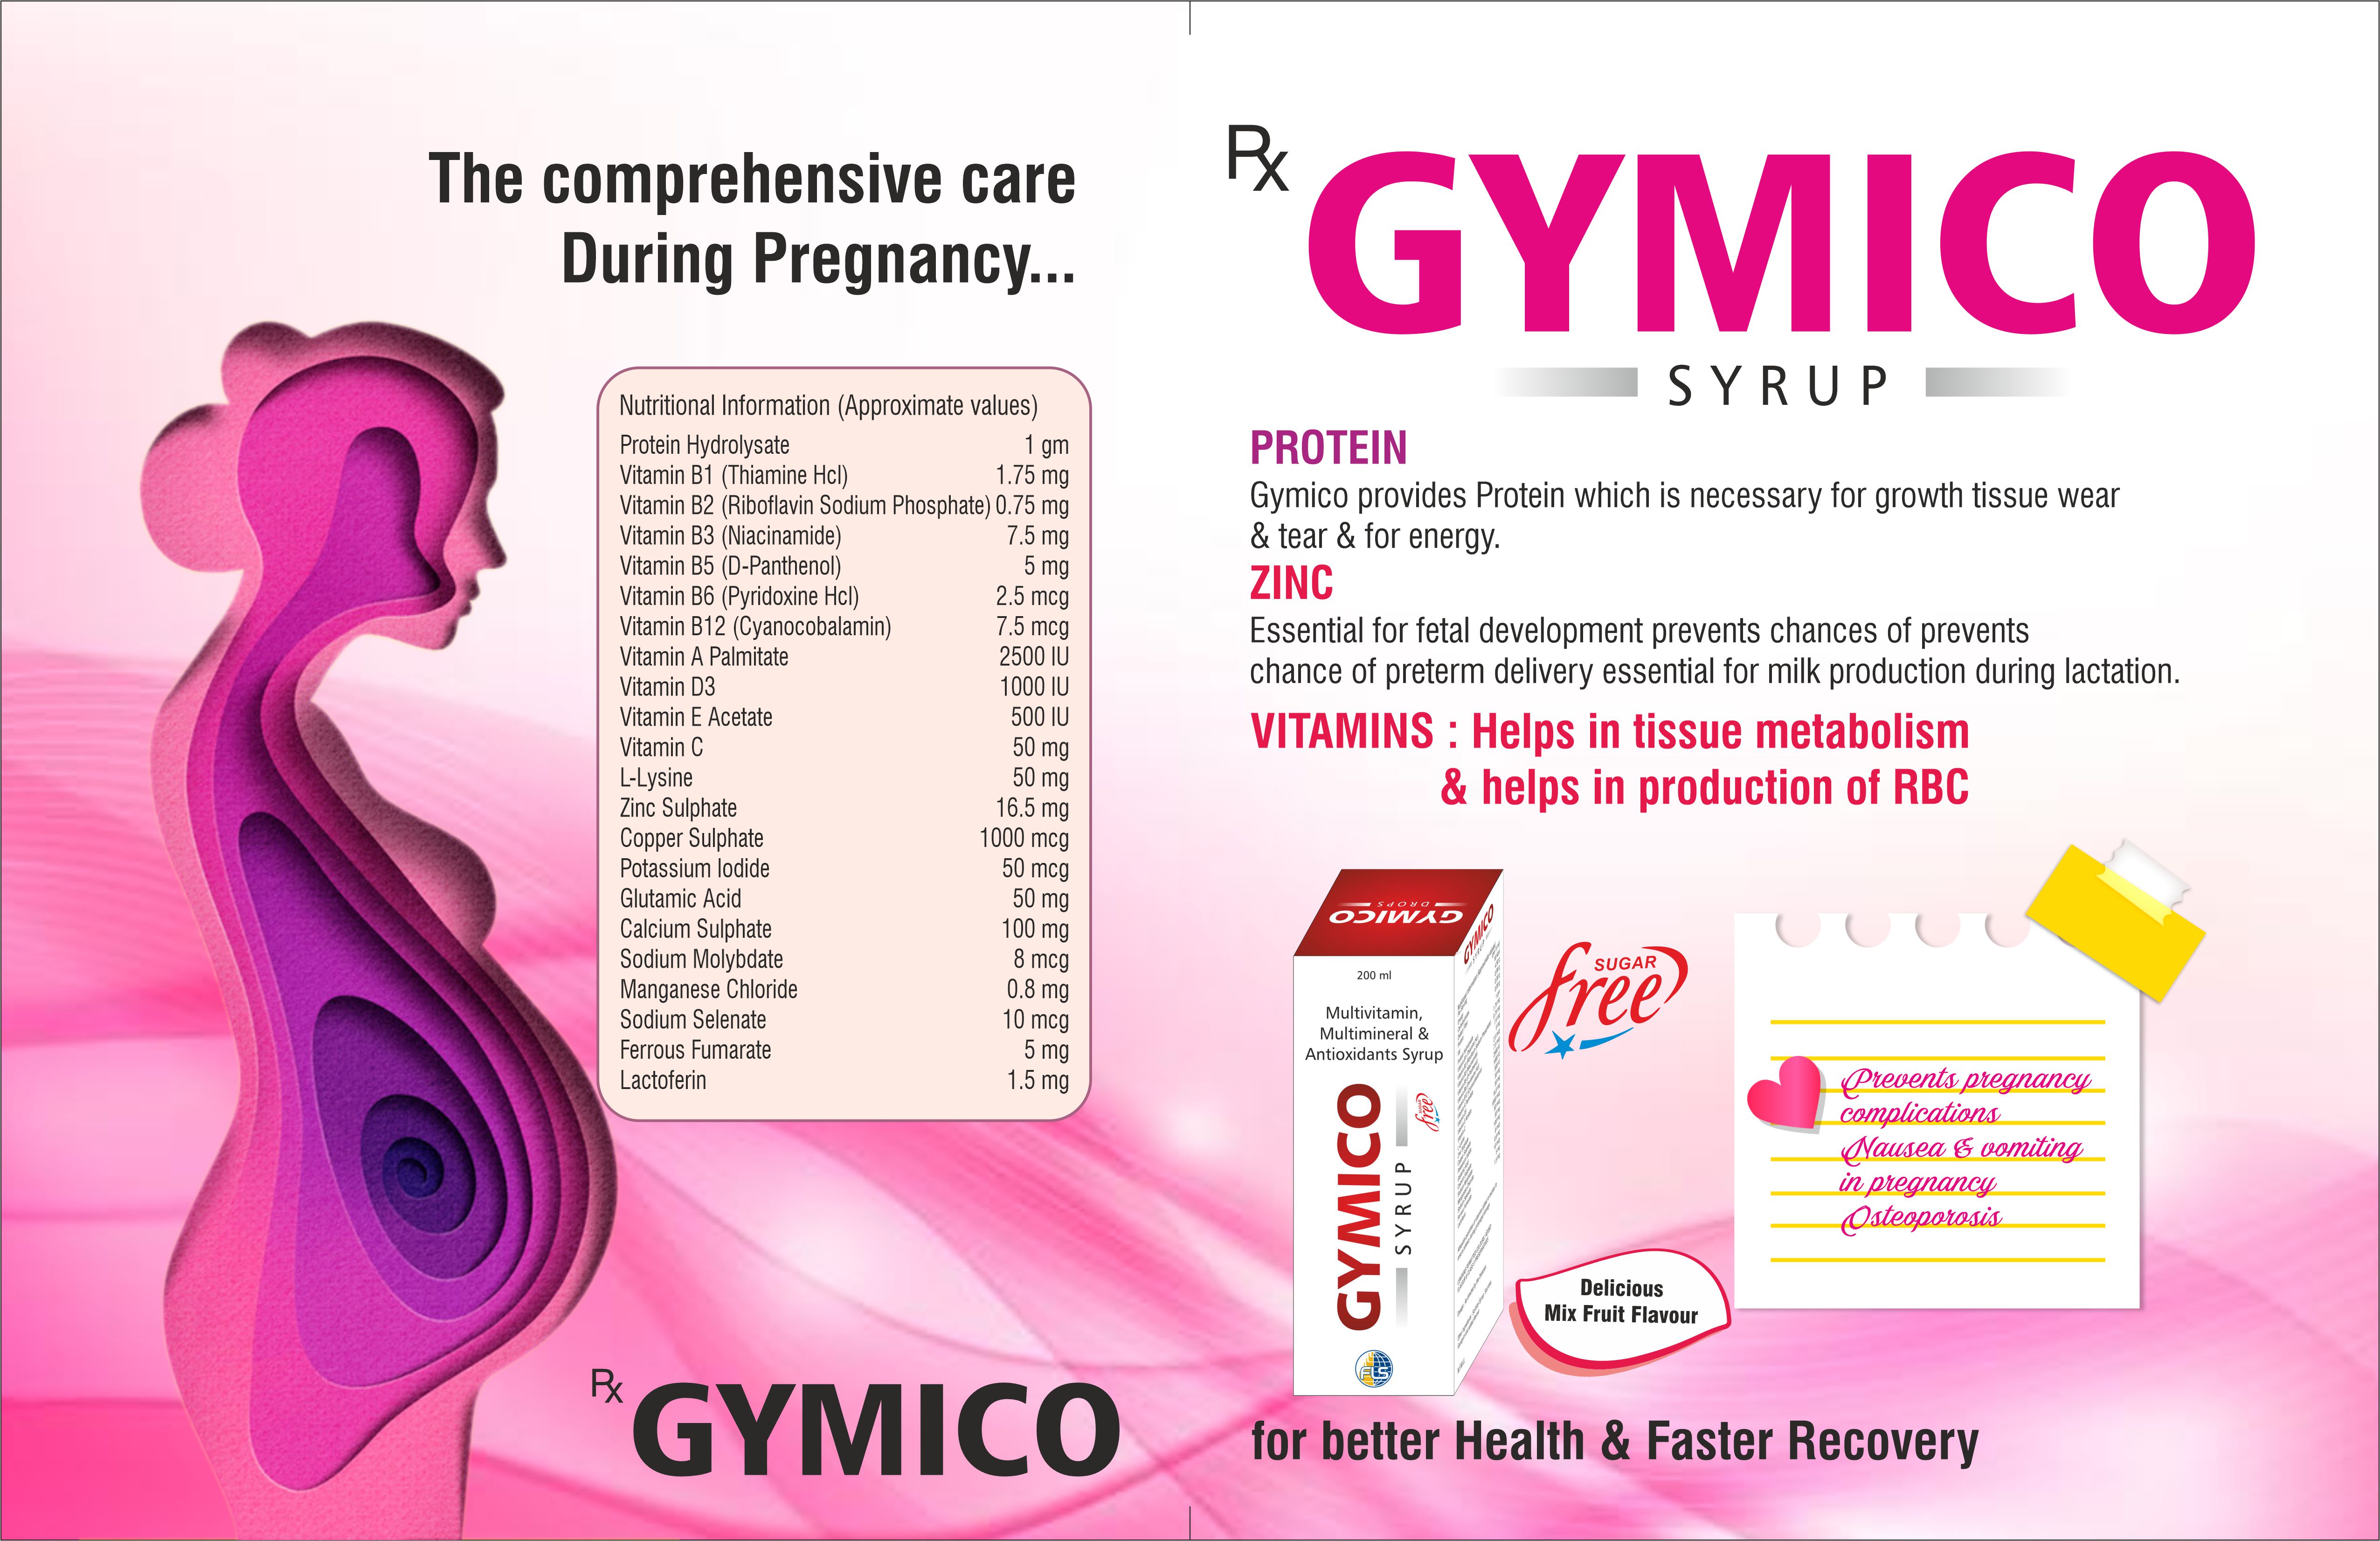 The comprehensive care
During Pregnancy...
Nutritional Information (Approximate values)
Protein Hydrolysate 1 gm
Vitamin B1 (Thiamine Hcl) 1.75 mg
Vitamin B2 (Riboflavin Sodium Phosphate) 0.75 mg
Vitamin B3 (Niacinamide) 7.5 mg
Vitamin B5 (D-Panthenol) 5 mg
Vitamin B6 (Pyridoxine Hcl) 2.5 mcg
Vitamin B12 (Cyanocobalamin) 7.5 mcg
Vitamin A Palmitate 2500 IU
Vitamin D3 1000 IU
Vitamin E Acetate 500 IU
Vitamin C 50 mg
L-Lysine 50 mg
Zinc Sulphate 16.5 mg
Copper Sulphate 1000 mcg
Potassium Iodide 50 mcg
Glutamic Acid 50 mg
Calcium Sulphate 100 mg
Sodium Molybdate 8 mcg
Manganese Chloride 0.8 mg
Sodium Selenate 10 mcg
Ferrous Fumarate 5 mg
Lactoferin 1.5 mg
Rx GYMICO
Rx GYMICO
SYRUP
PROTEIN
Gymico provides Protein which is necessary for growth tissue wear
& tear & for energy.
ZINC
Essential for fetal development prevents chances of prevents
chance of preterm delivery essential for milk production during lactation.
VITAMINS : Helps in tissue metabolism
& helps in production of RBC
GYMICO
DROPS
GYMICO
200 ml
Multivitamin,
Multimineral &
Antioxidants Syrup
GYMICO
SYRUP
SUGAR
free
SUGAR
free
Delicious
Mix Fruit Flavour
Prevents pregnancy
complications
Nausea & vomiting
in pregnancy
Osteoporosis
for better Health & Faster Recovery